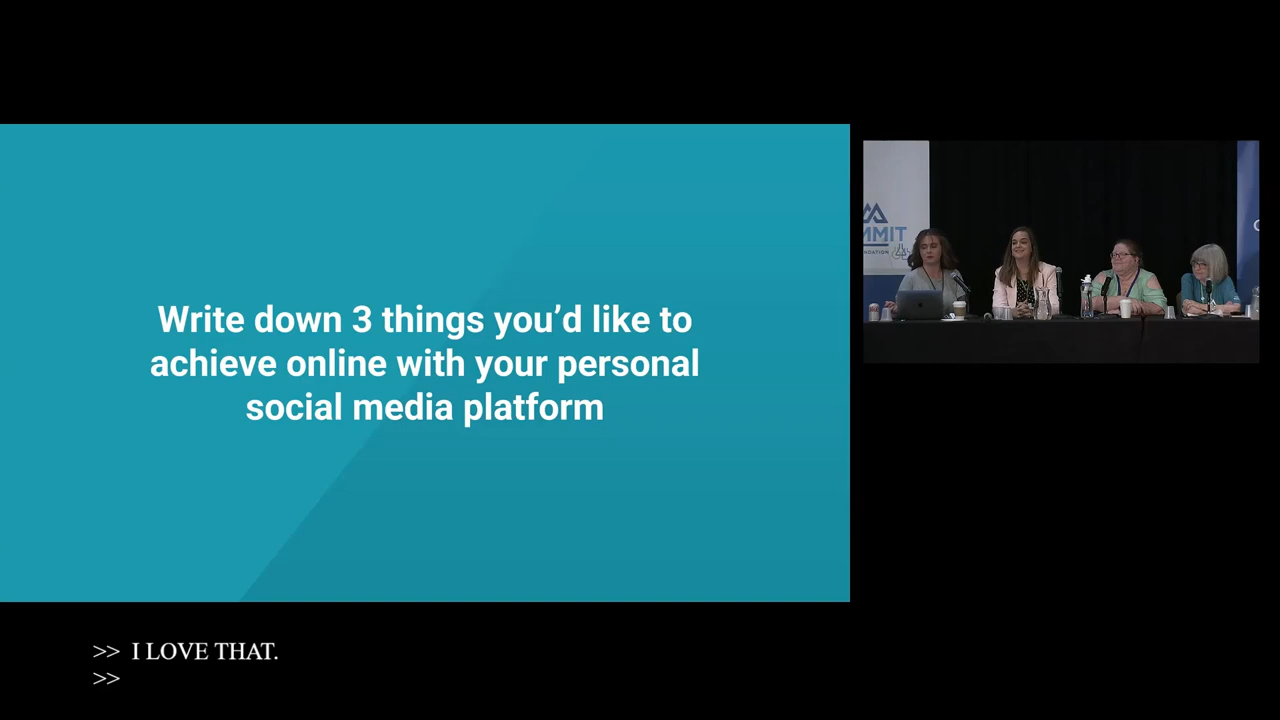 Write down 3 things you’d like to
achieve online with your personal
social media platform
>> I LOVE THAT.
>>